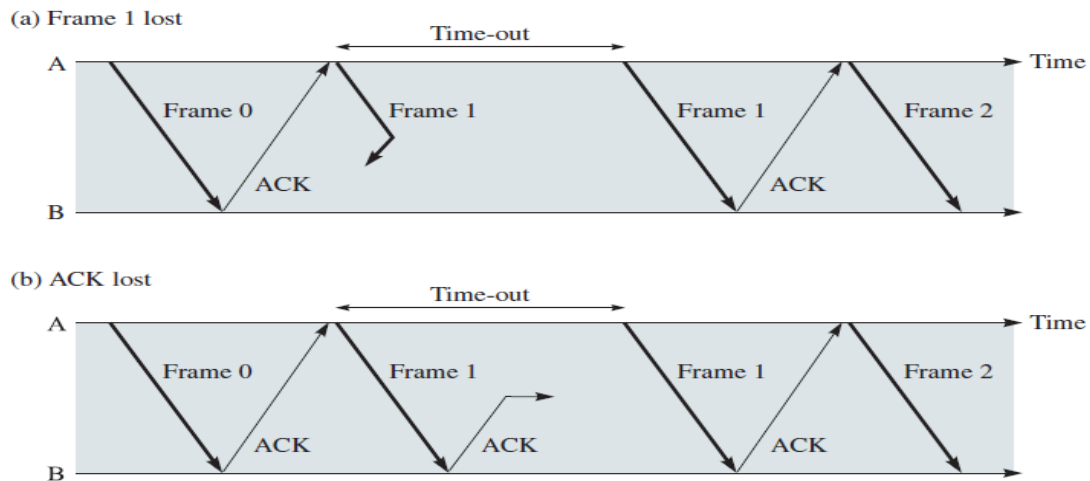 (a) Frame 1 lost
Time-out
A
Time
Frame 0
Frame 1
Frame 1
Frame 2
ACK
ACK
B
(b) ACK lost
Time-out
A
Time
Frame 0
Frame 1
Frame 1
Frame 2
ACK
ACK
ACK
B